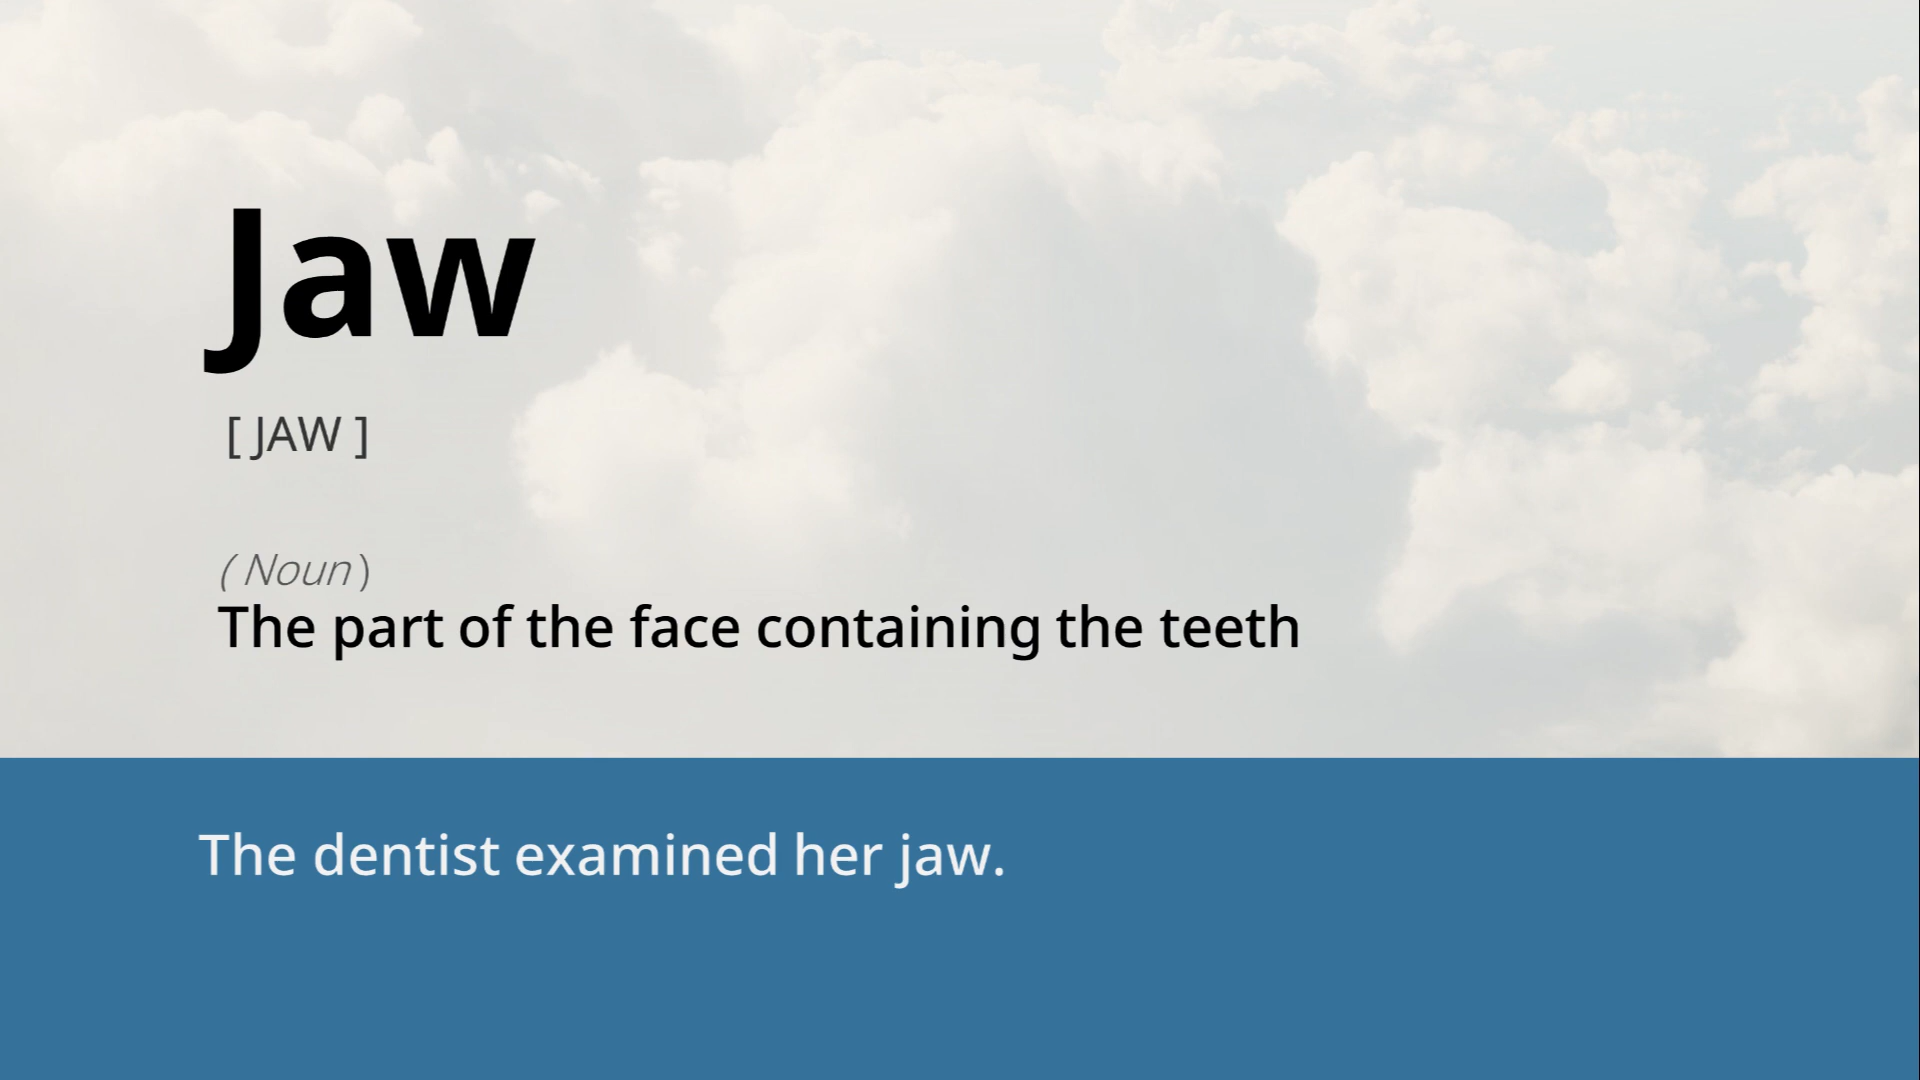 Jaw
[ JAW ]
( Noun )
The part of the face containing the teeth
The dentist examined her jaw.